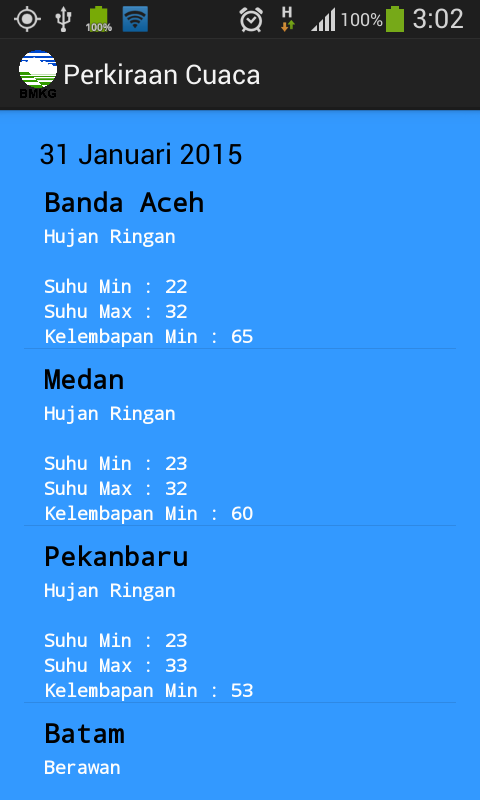 100%
H
100%
3:02
BMKG
Perkiraan Cuaca
31 Januari 2015
Banda Aceh
Hujan Ringan
Suhu Min : 22
Suhu Max : 32
Kelembapan Min : 65
Medan
Hujan Ringan
Suhu Min : 23
Suhu Max : 32
Kelembapan Min : 60
Pekanbaru
Hujan Ringan
Suhu Min : 23
Suhu Max : 33
Kelembapan Min : 53
Batam
Berawan